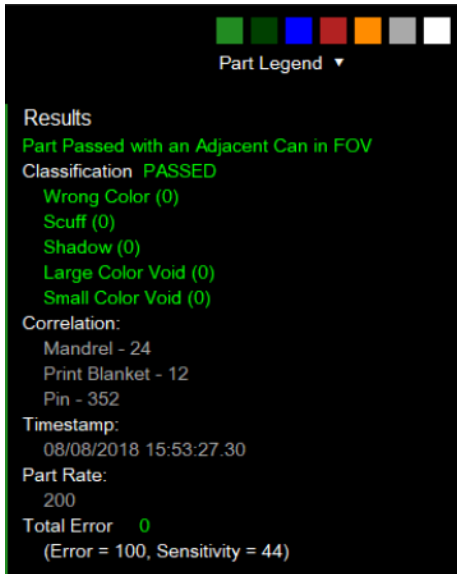 Part Legend ▼
Results
Part Passed with an Adjacent Can in FOV
Classification PASSED
Wrong Color (0)
Scuff (0)
Shadow (0)
Large Color Void (0)
Small Color Void (0)
Correlation:
Mandrel - 24
Print Blanket - 12
Pin - 352
Timestamp:
08/08/2018 15:53:27.30
Part Rate:
200
Total Error 0
(Error = 100, Sensitivity = 44)